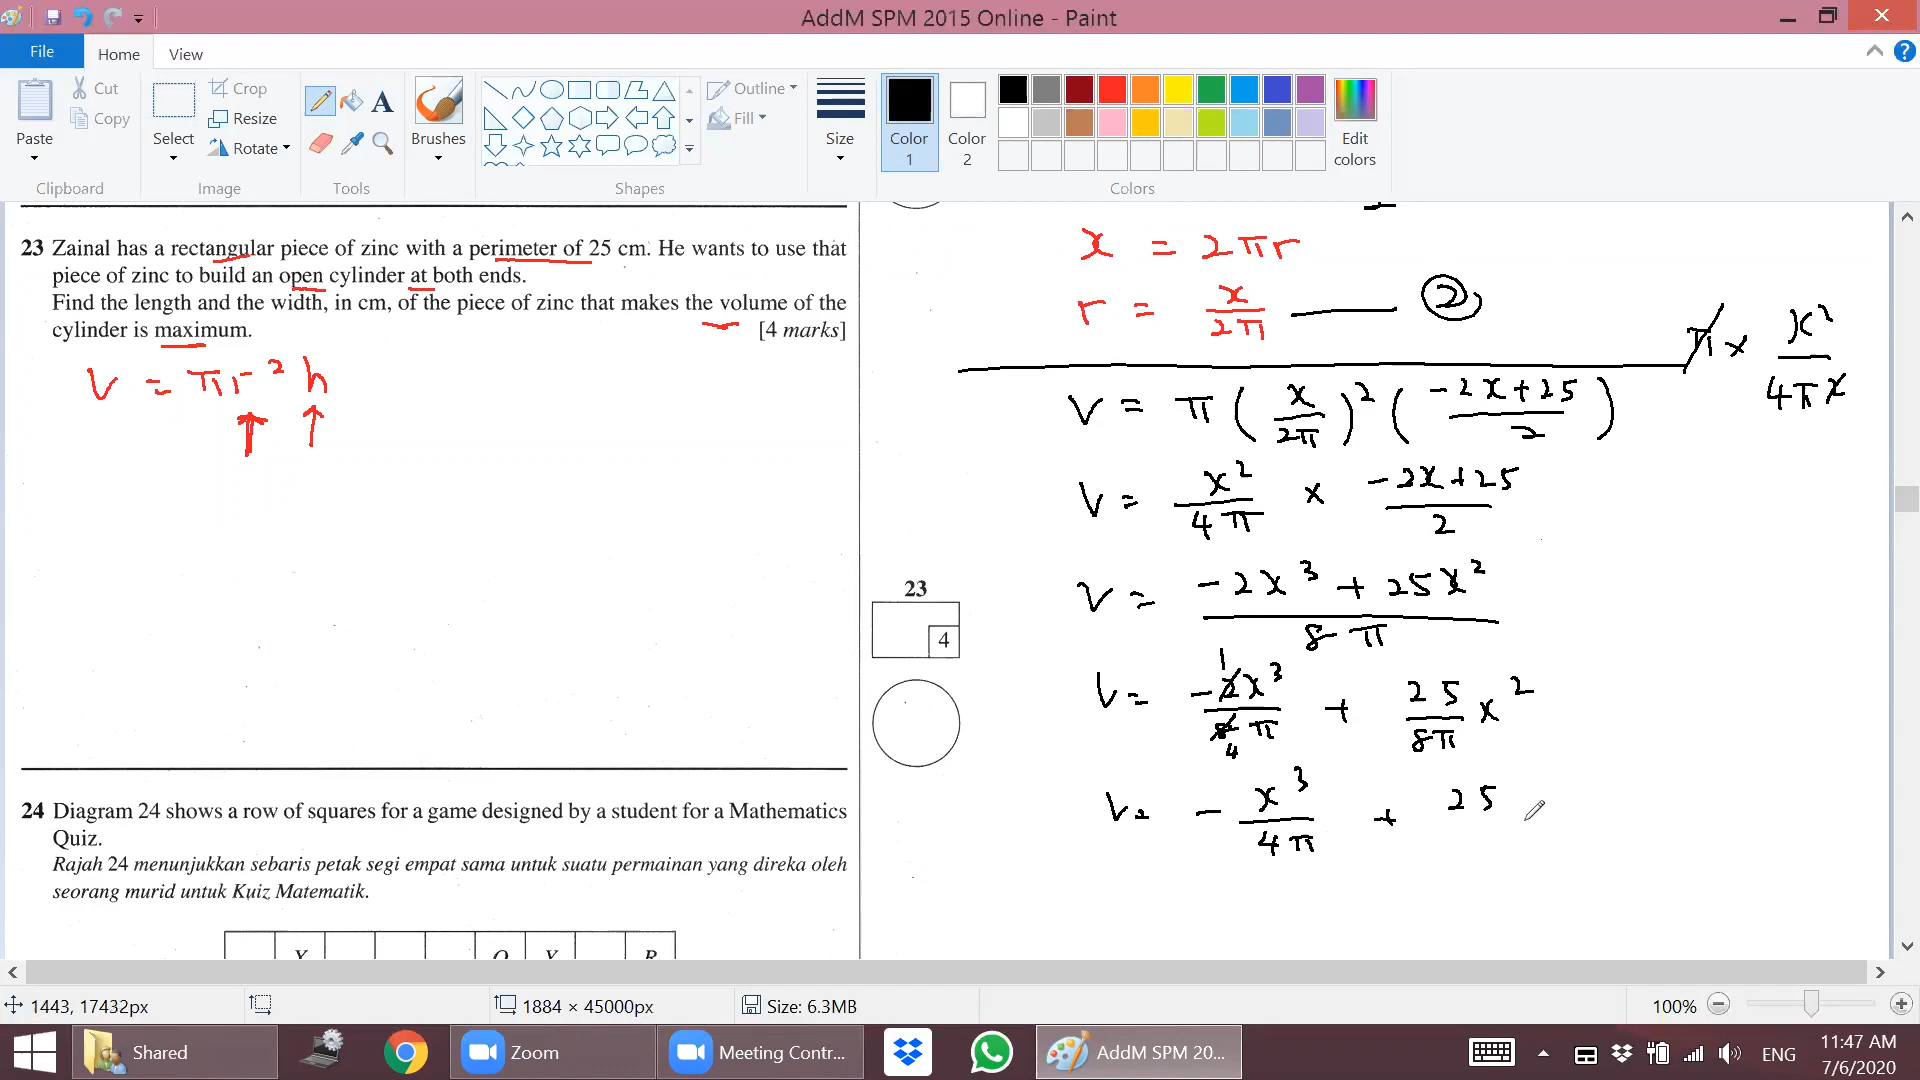 AddM SPM 2015 Online - Paint
File
Home
View
Paste
Cut
Copy
Clipboard
Select
Crop
Resize
Rotate
Image
A
Tools
Brushes
Outline
Fill
Shapes
Size
Color
1
Color
2
Edit
colors
Colors
23 Zainal has a rectangular piece of zinc with a perimeter of 25 cm. He wants to use that
piece of zinc to build an open cylinder at both ends.
Find the length and the width, in cm, of the piece of zinc that makes the volume of the
cylinder is maximum.
[4 marks]
V = πr² h
24 Diagram 24 shows a row of squares for a game designed by a student for a Mathematics
Quiz.
Rajah 24 menunjukkan sebaris petak segi empat sama untuk suatu permainan yang direka oleh
seorang murid untuk Kuiz Matematik.
X O Y R
23
4
x = 2πr
r = x/2π —— ②
π × x²/4πx
V = π (x/2π)² (-2x+25/2)
V = x²/4π × -2x+25/2
V = -2x³ + 25x²/8π
V = -2x³/8π + 25/8π x²
1
4
V = - x³/4π + 25
1443, 17432px
1884 × 45000px
Size: 6.3MB
100%
Shared
Zoom
Meeting Contr...
AddM SPM 20...
ENG
11:47 AM
7/6/2020